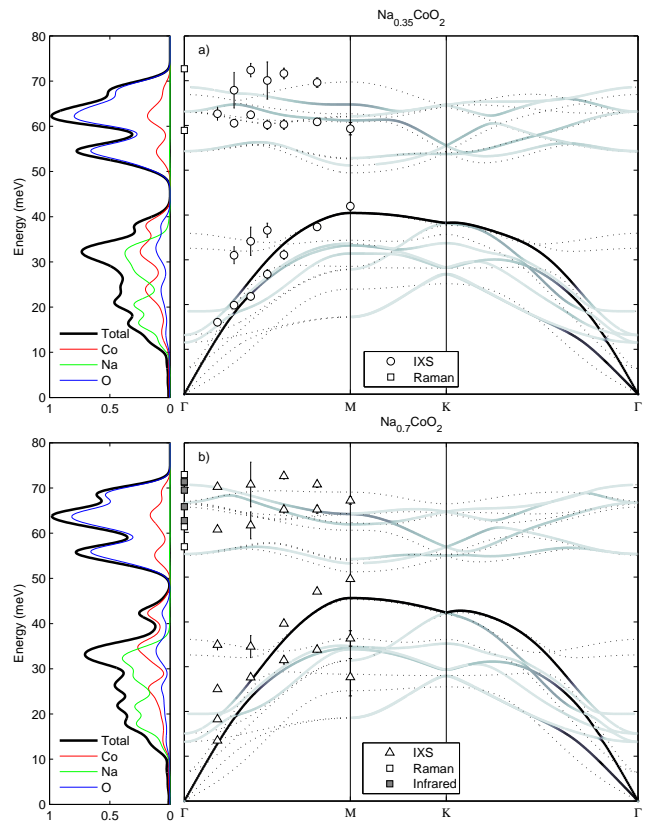 Na0.35CoO2
80
70
60
50
40
30
20
10
0
Energy (meV)
Total
Co
Na
O
1 0.5 0
a)
IXS
Raman
Γ M K Γ
Na0.7CoO2
80
70
60
50
40
30
20
10
0
Energy (meV)
Total
Co
Na
O
1 0.5 0
b)
IXS
Raman
Infrared
Γ M K Γ